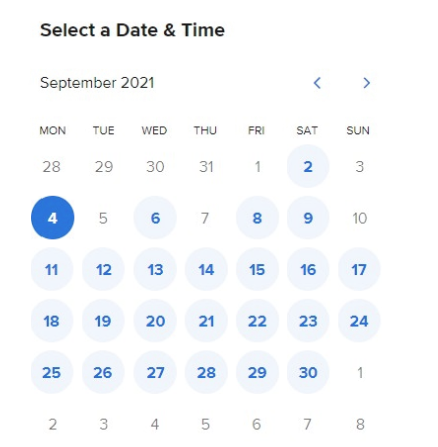 Select a Date & Time
September 2021
MON TUE WED THU FRI SAT SUN
28 29 30 31 1 2 3
4 5 6 7 8 9 10
11 12 13 14 15 16 17
18 19 20 21 22 23 24
25 26 27 28 29 30 1
2 3 4 5 6 7 8